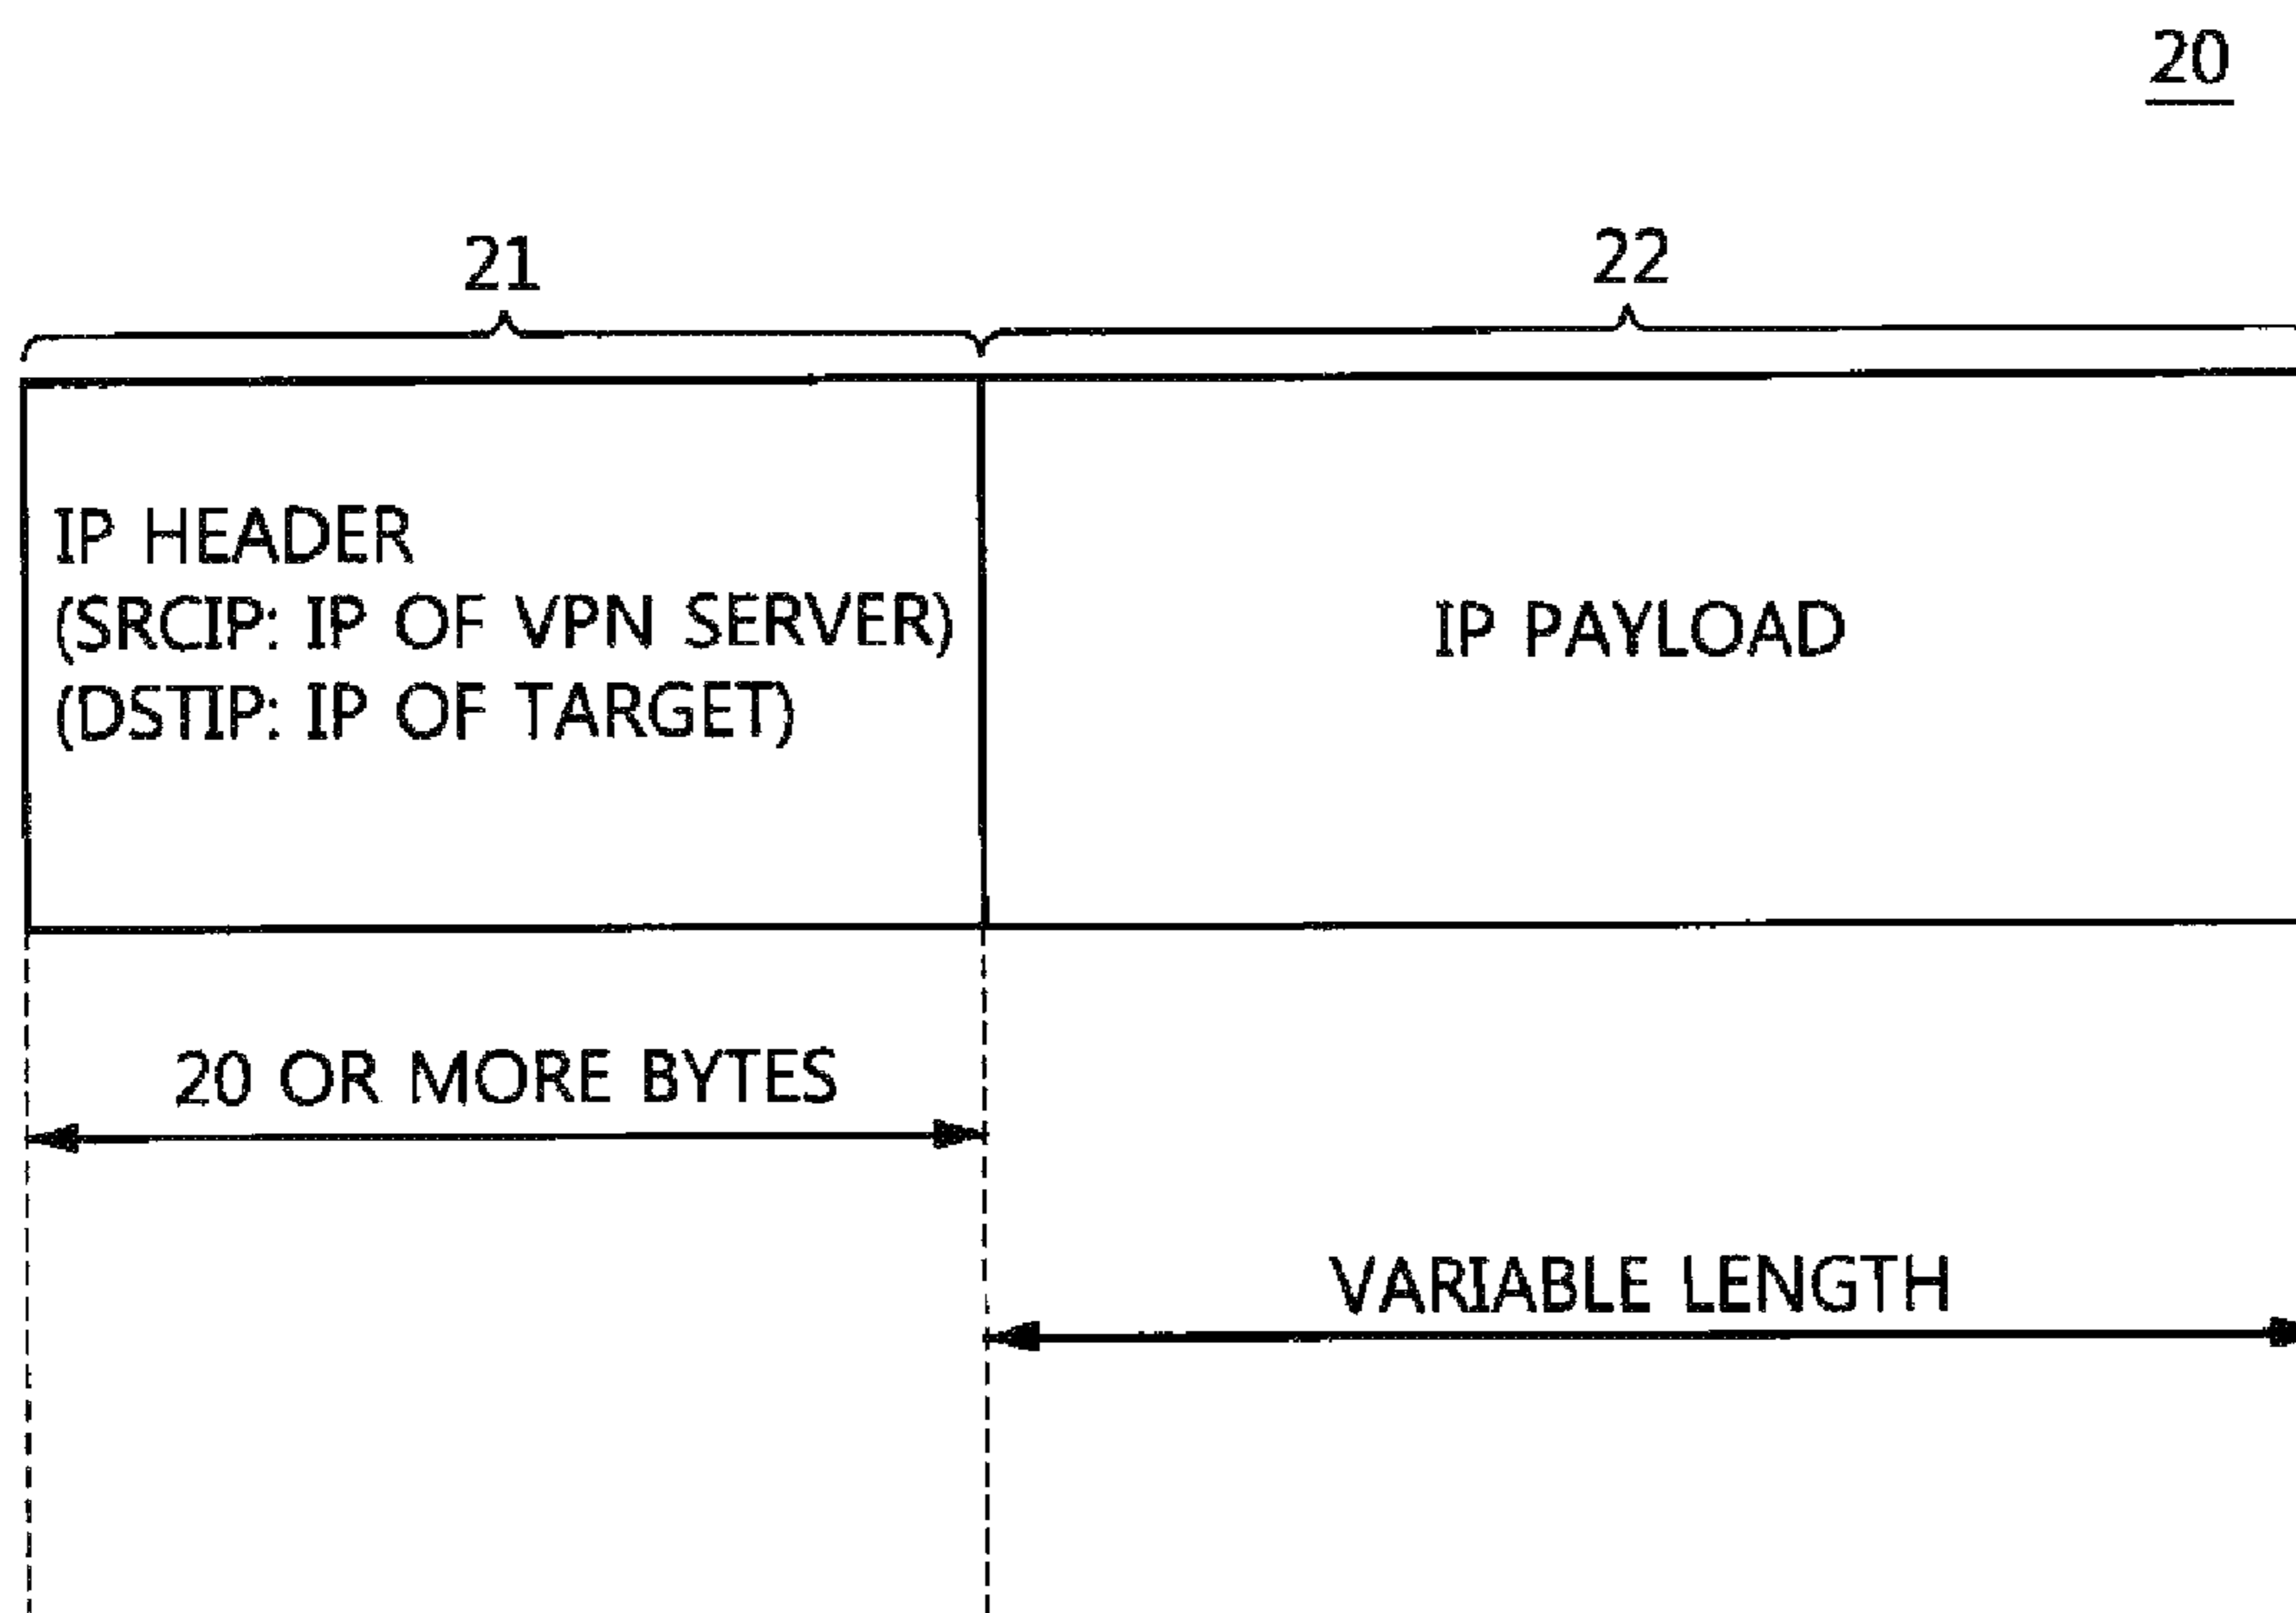 20
21
22
IP HEADER
(SRCIP: IP OF VPN SERVER)
(DSTIP: IP OF TARGET)
IP PAYLOAD
20 OR MORE BYTES
VARIABLE LENGTH